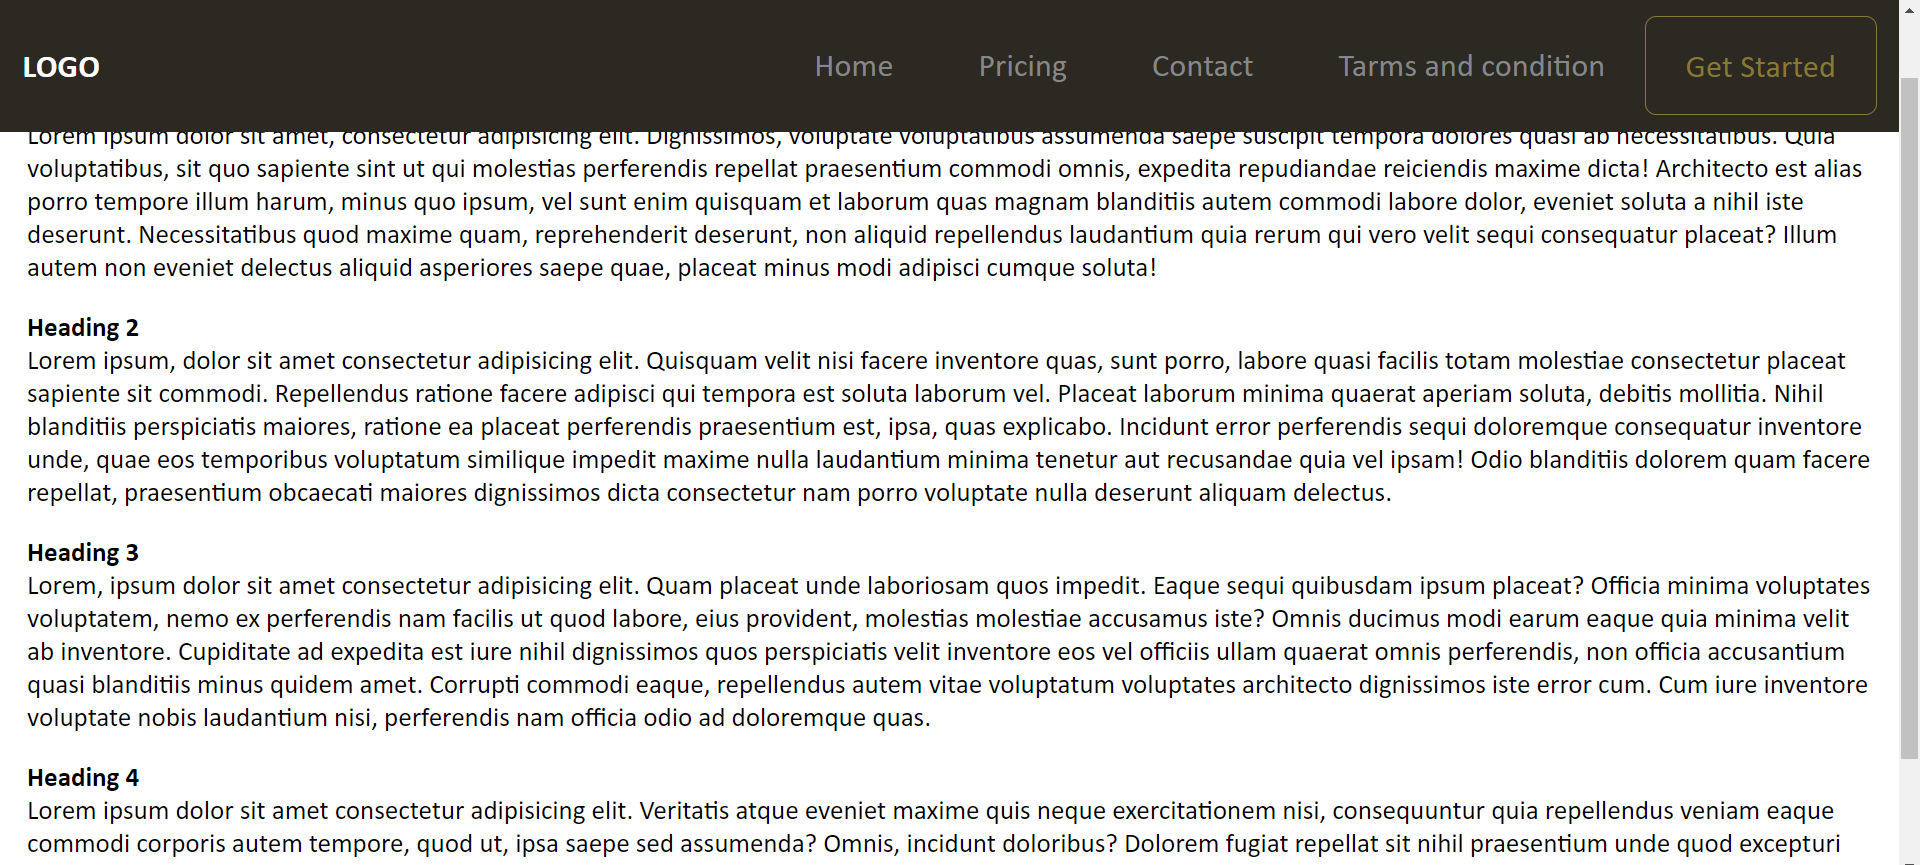 LOGO
Home
Pricing
Contact
Tarms and condition
Get Started
Lorem ipsum dolor sit amet, consectetur adipisicing elit. Dignissimos, voluptate voluptatibus assumenda saepe suscipit tempora dolores quasi ab necessitatibus. Quia
voluptatibus, sit quo sapiente sint ut qui molestias perferendis repellat praesentium commodi omnis, expedita repudiandae reiciendis maxime dicta! Architecto est alias
porro tempore illum harum, minus quo ipsum, vel sunt enim quisquam et laborum quas magnam blanditiis autem commodi labore dolor, eveniet soluta a nihil iste
deserunt. Necessitatibus quod maxime quam, reprehenderit deserunt, non aliquid repellendus laudantium quia rerum qui vero velit sequi consequatur placeat? Illum
autem non eveniet delectus aliquid asperiores saepe quae, placeat minus modi adipisci cumque soluta!
Heading 2
Lorem ipsum, dolor sit amet consectetur adipisicing elit. Quisquam velit nisi facere inventore quas, sunt porro, labore quasi facilis totam molestiae consectetur placeat
sapiente sit commodi. Repellendus ratione facere adipisci qui tempora est soluta laborum vel. Placeat laborum minima quaerat aperiam soluta, debitis mollitia. Nihil
blanditiis perspiciatis maiores, ratione ea placeat perferendis praesentium est, ipsa, quas explicabo. Incidunt error perferendis sequi doloremque consequatur inventore
unde, quae eos temporibus voluptatum similique impedit maxime nulla laudantium minima tenetur aut recusandae quia vel ipsam! Odio blanditiis dolorem quam facere
repellat, praesentium obcaecati maiores dignissimos dicta consectetur nam porro voluptate nulla deserunt aliquam delectus.
Heading 3
Lorem, ipsum dolor sit amet consectetur adipisicing elit. Quam placeat unde laboriosam quos impedit. Eaque sequi quibusdam ipsum placeat? Officia minima voluptates
voluptatem, nemo ex perferendis nam facilis ut quod labore, eius provident, molestias molestiae accusamus iste? Omnis ducimus modi earum eaque quia minima velit
ab inventore. Cupiditate ad expedita est iure nihil dignissimos quos perspiciatis velit inventore eos vel officiis ullam quaerat omnis perferendis, non officia accusantium
quasi blanditiis minus quidem amet. Corrupti commodi eaque, repellendus autem vitae voluptatum voluptates architecto dignissimos iste error cum. Cum iure inventore
voluptate nobis laudantium nisi, perferendis nam officia odio ad doloremque quas.
Heading 4
Lorem ipsum dolor sit amet consectetur adipisicing elit. Veritatis atque eveniet maxime quis neque exercitationem nisi, consequuntur quia repellendus veniam eaque
commodi corporis autem tempore, quod ut, ipsa saepe sed assumenda? Omnis, incidunt doloribus? Dolorem fugiat repellat sit nihil praesentium unde quod excepturi